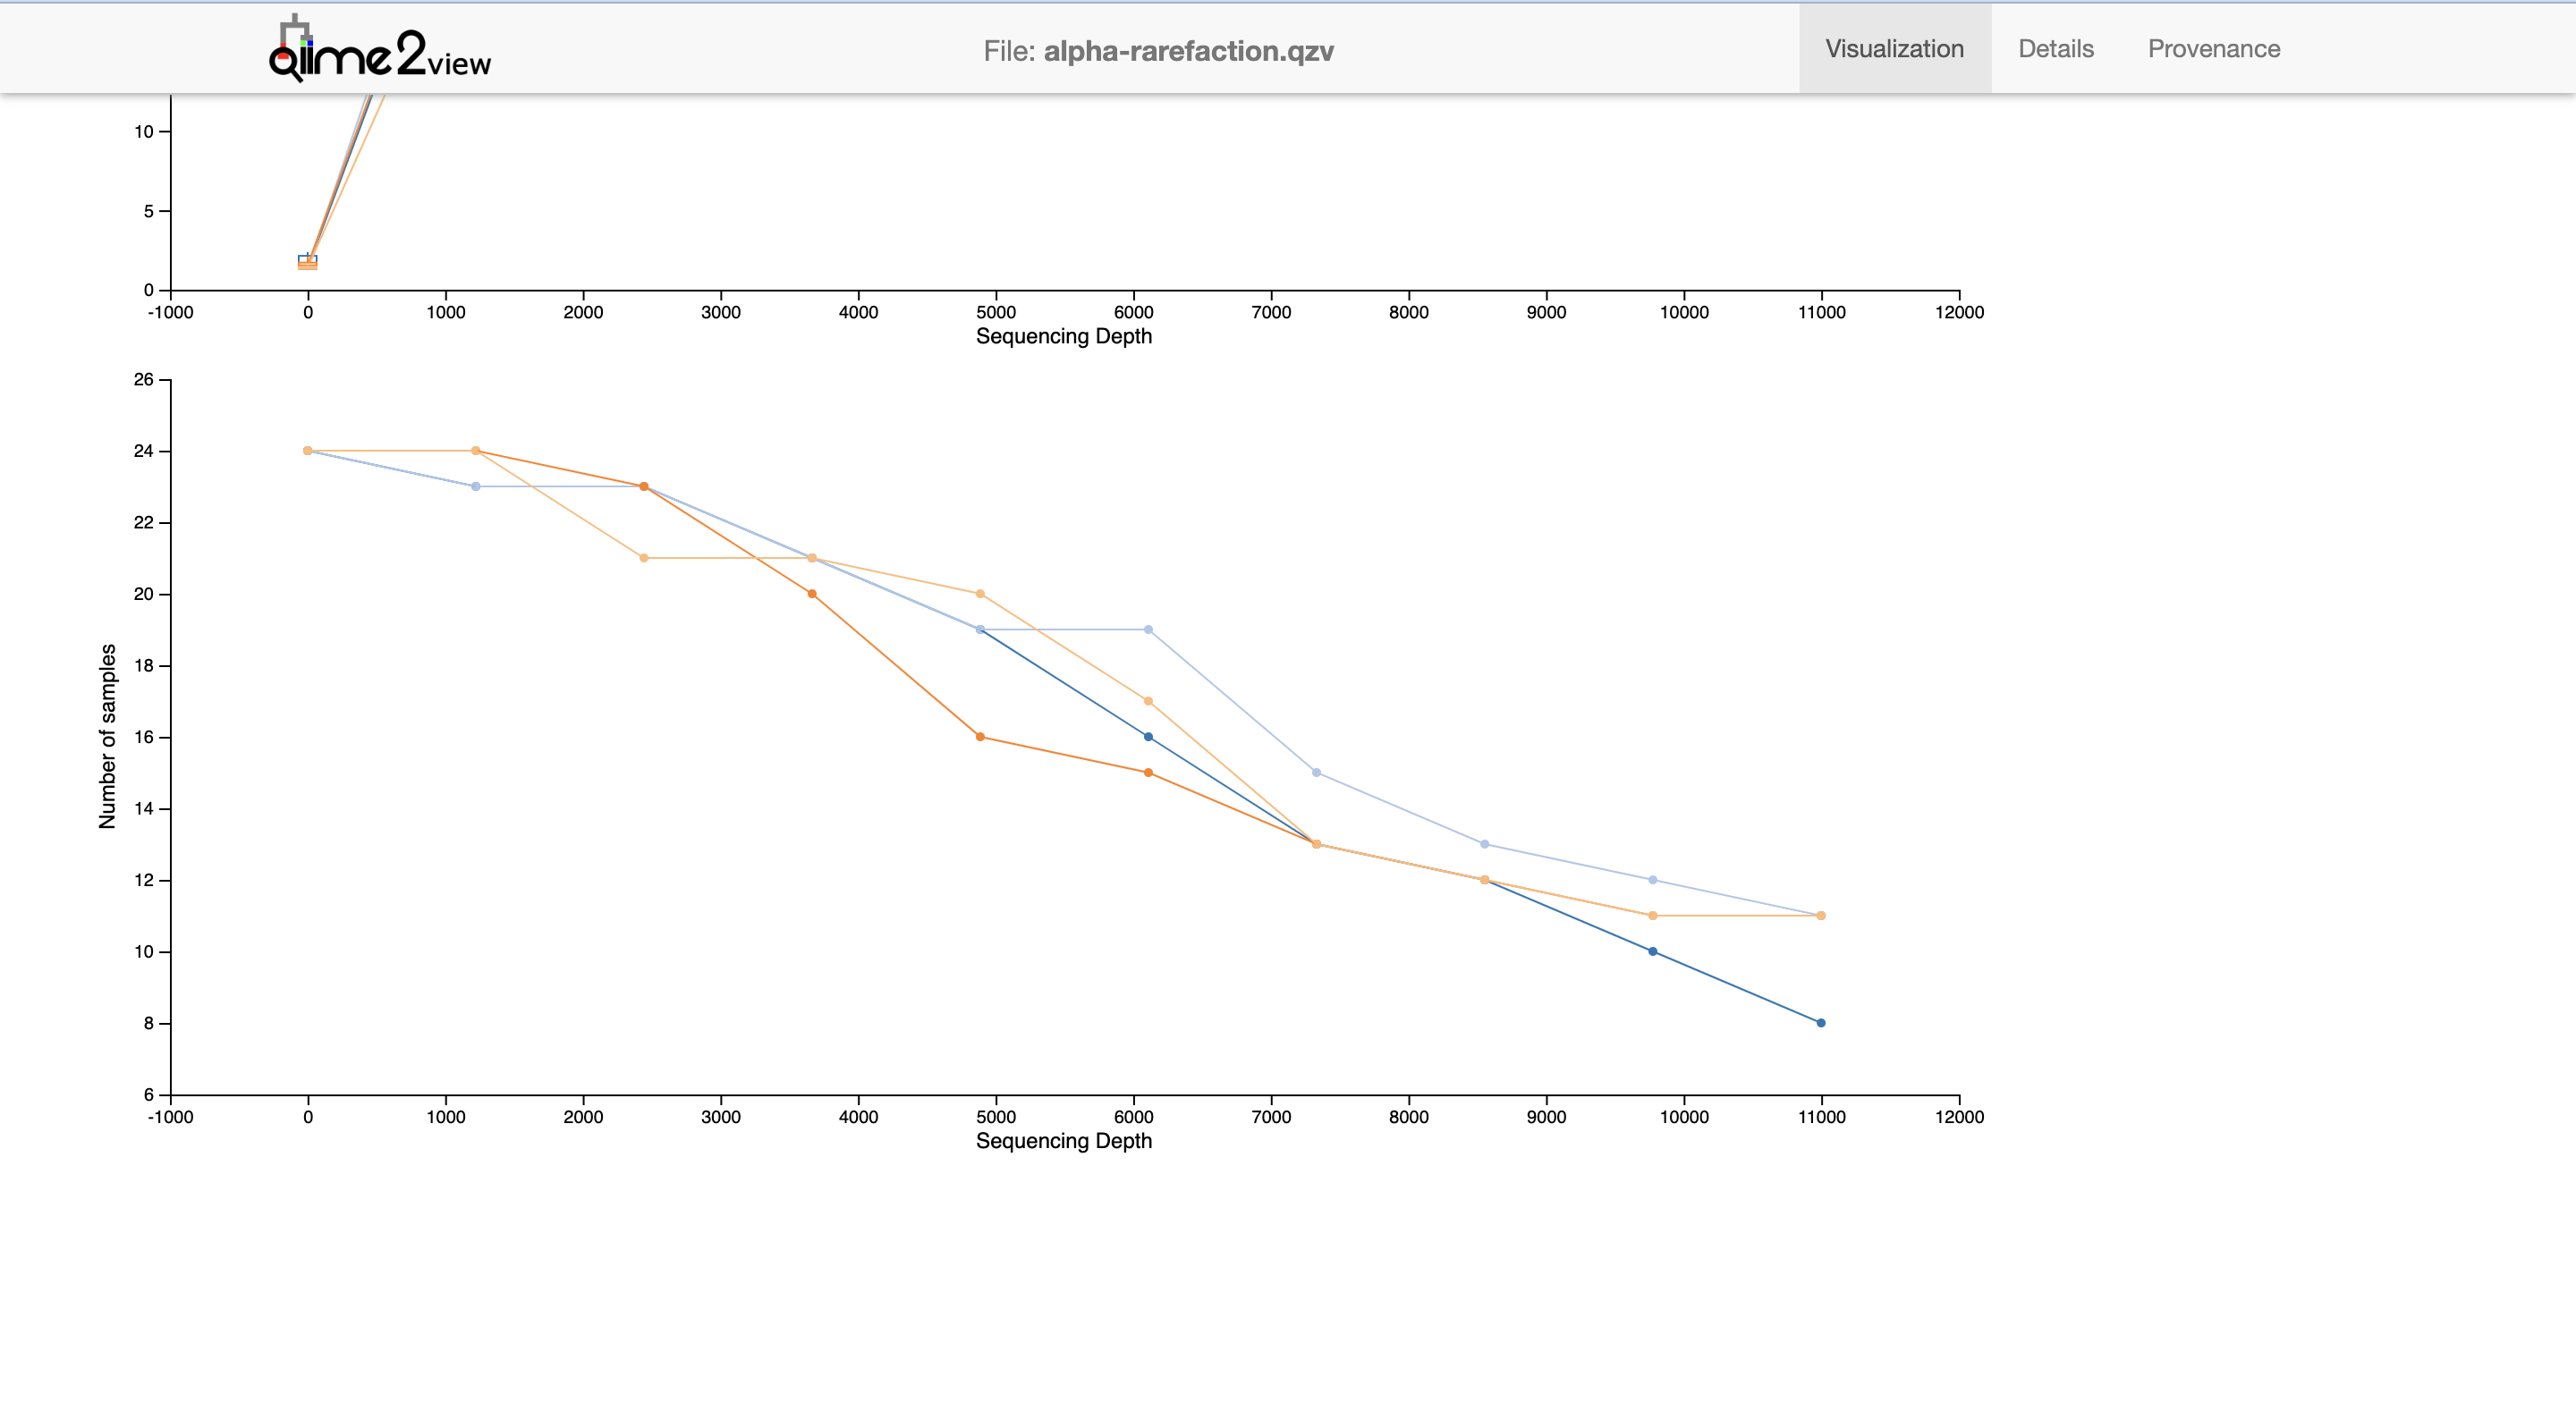 qiime2view
File: alpha-rarefaction.qzv
Visualization
Details
Provenance
10
5
0
-1000 0 1000 2000 3000 4000 5000 6000 7000 8000 9000 10000 11000 12000
Sequencing Depth
26
24
22
20
18
16
14
12
10
8
6
Number of samples
-1000 0 1000 2000 3000 4000 5000 6000 7000 8000 9000 10000 11000 12000
Sequencing Depth